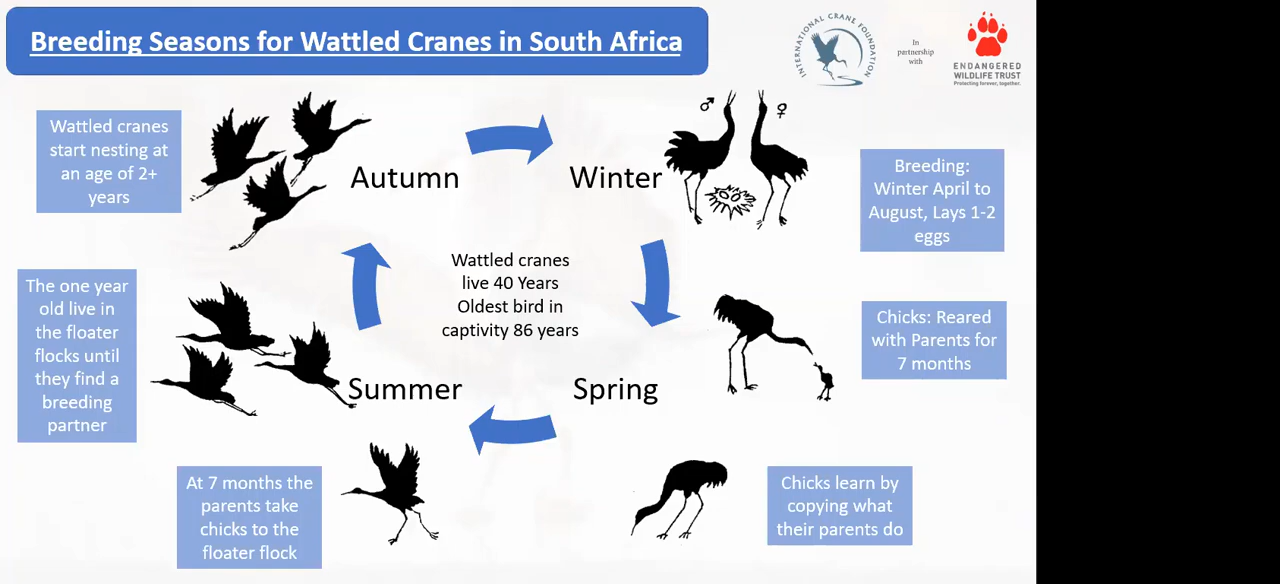 Breeding Seasons for Wattled Cranes in South Africa
INTERNATIONAL CRANE FOUNDATION
In
partnership
with
ENDANGERED
WILDLIFE TRUST
Protecting forever, together.
Wattled cranes
start nesting at
an age of 2+
years
Autumn
Winter
♂
♀
Breeding:
Winter April to
August, Lays 1-2
eggs
The one year
old live in
the floater
flocks until
they find a
breeding
partner
Wattled cranes
live 40 Years
Oldest bird in
captivity 86 years
Chicks: Reared
with Parents for
7 months
Summer
Spring
At 7 months the
parents take
chicks to the
floater flock
Chicks learn by
copying what
their parents do